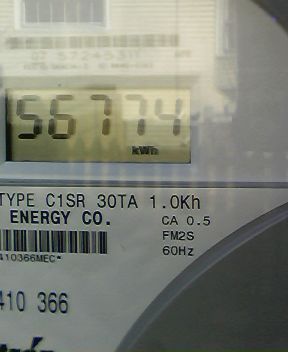 56774
kWh
TYPE C1SR 30TA 1.0Kh
ENERGY CO.
CA 0.5
FM2S
60Hz
410366MEC*
410 366